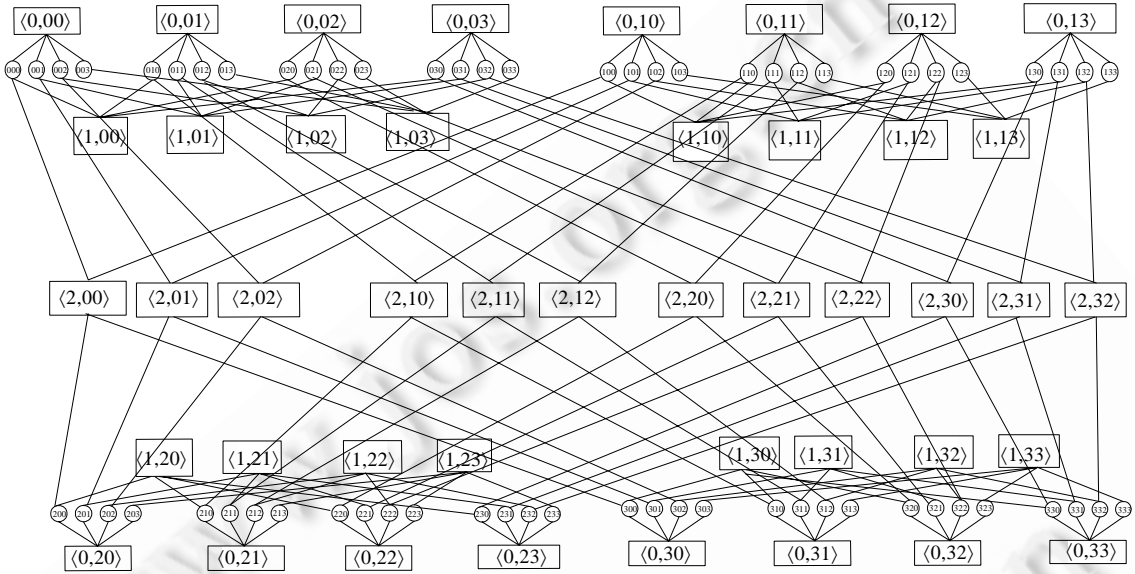 ⟨0,00⟩ ⟨0,01⟩ ⟨0,02⟩ ⟨0,03⟩ ⟨0,10⟩ ⟨0,11⟩ ⟨0,12⟩ ⟨0,13⟩
000 001 002 003 010 011 012 013 020 021 022 023 030 031 032 033 100 101 102 103 110 111 112 113 120 121 122 123 130 131 132 133
⟨1,00⟩ ⟨1,01⟩ ⟨1,02⟩ ⟨1,03⟩ ⟨1,10⟩ ⟨1,11⟩ ⟨1,12⟩ ⟨1,13⟩
⟨2,00⟩ ⟨2,01⟩ ⟨2,02⟩ ⟨2,10⟩ ⟨2,11⟩ ⟨2,12⟩ ⟨2,20⟩ ⟨2,21⟩ ⟨2,22⟩ ⟨2,30⟩ ⟨2,31⟩ ⟨2,32⟩
⟨1,20⟩ ⟨1,21⟩ ⟨1,22⟩ ⟨1,23⟩ ⟨1,30⟩ ⟨1,31⟩ ⟨1,32⟩ ⟨1,33⟩
200 201 202 203 210 211 212 213 220 221 222 223 230 231 232 233 300 301 302 303 310 311 312 313 320 321 322 323 330 331 332 333
⟨0,20⟩ ⟨0,21⟩ ⟨0,22⟩ ⟨0,23⟩ ⟨0,30⟩ ⟨0,31⟩ ⟨0,32⟩ ⟨0,33⟩